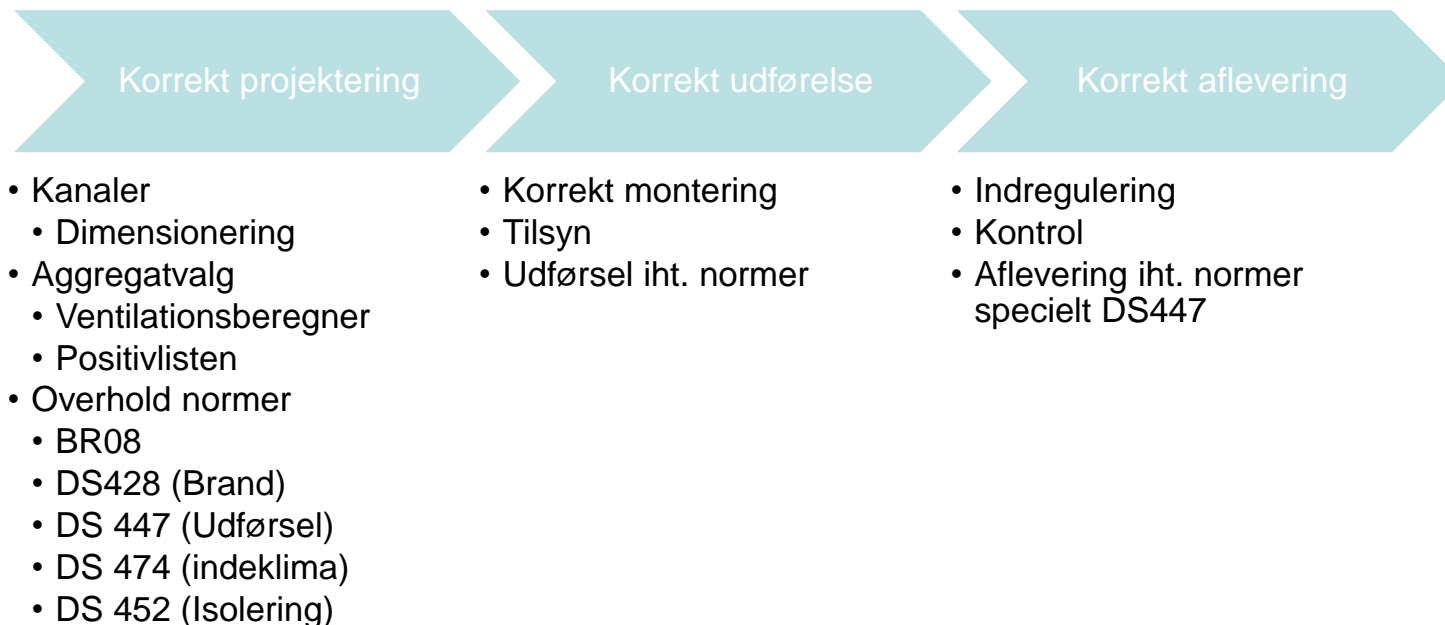 Korrekt projektering
• Kanaler
• Dimensionering
• Aggregatvalg
• Ventilationsberegner
• Positivlisten
• Overhold normer
• BR08
• DS428 (Brand)
• DS 447 (Udførsel)
• DS 474 (indeklima)
• DS 452 (Isolering)
Korrekt udførelse
• Korrekt montering
• Tilsyn
• Udførsel iht. normer
Korrekt aflevering
• Indregulering
• Kontrol
• Aflevering iht. normer
specielt DS447